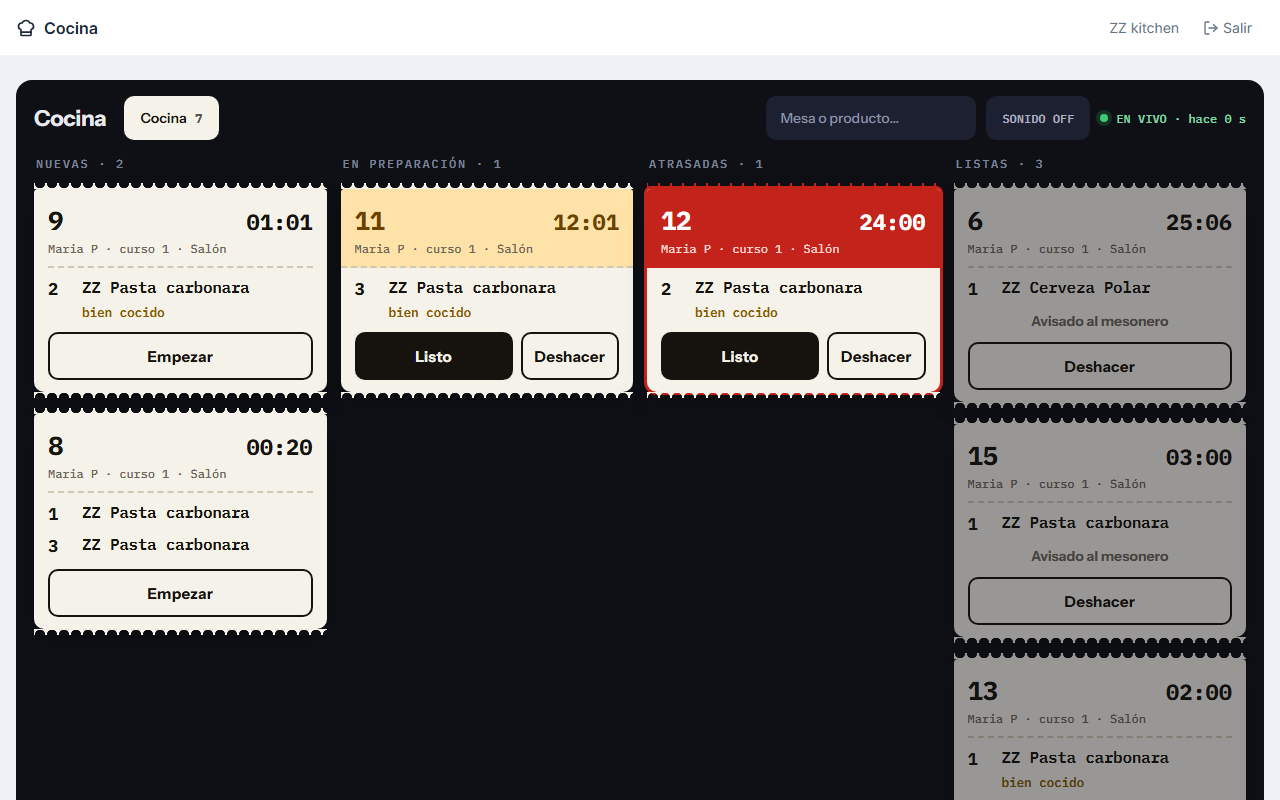 Cocina
ZZ kitchen
Salir
Cocina
Cocina 7
Mesa o producto...
SONIDO OFF
EN VIVO · hace 0 s
NUEVAS · 2
9 01:01
Maria P · curso 1 · Salón
2 ZZ Pasta carbonara
bien cocido
Empezar
8 00:20
Maria P · curso 1 · Salón
1 ZZ Pasta carbonara
3 ZZ Pasta carbonara
Empezar
EN PREPARACIÓN · 1
11 12:01
Maria P · curso 1 · Salón
3 ZZ Pasta carbonara
bien cocido
Listo Deshacer
ATRASADAS · 1
12 24:00
Maria P · curso 1 · Salón
2 ZZ Pasta carbonara
bien cocido
Listo Deshacer
LISTAS · 3
6 25:06
Maria P · curso 1 · Salón
1 ZZ Cerveza Polar
Avisado al mesonero
Deshacer
15 03:00
Maria P · curso 1 · Salón
1 ZZ Pasta carbonara
Avisado al mesonero
Deshacer
13 02:00
Maria P · curso 1 · Salón
1 ZZ Pasta carbonara
bien cocido